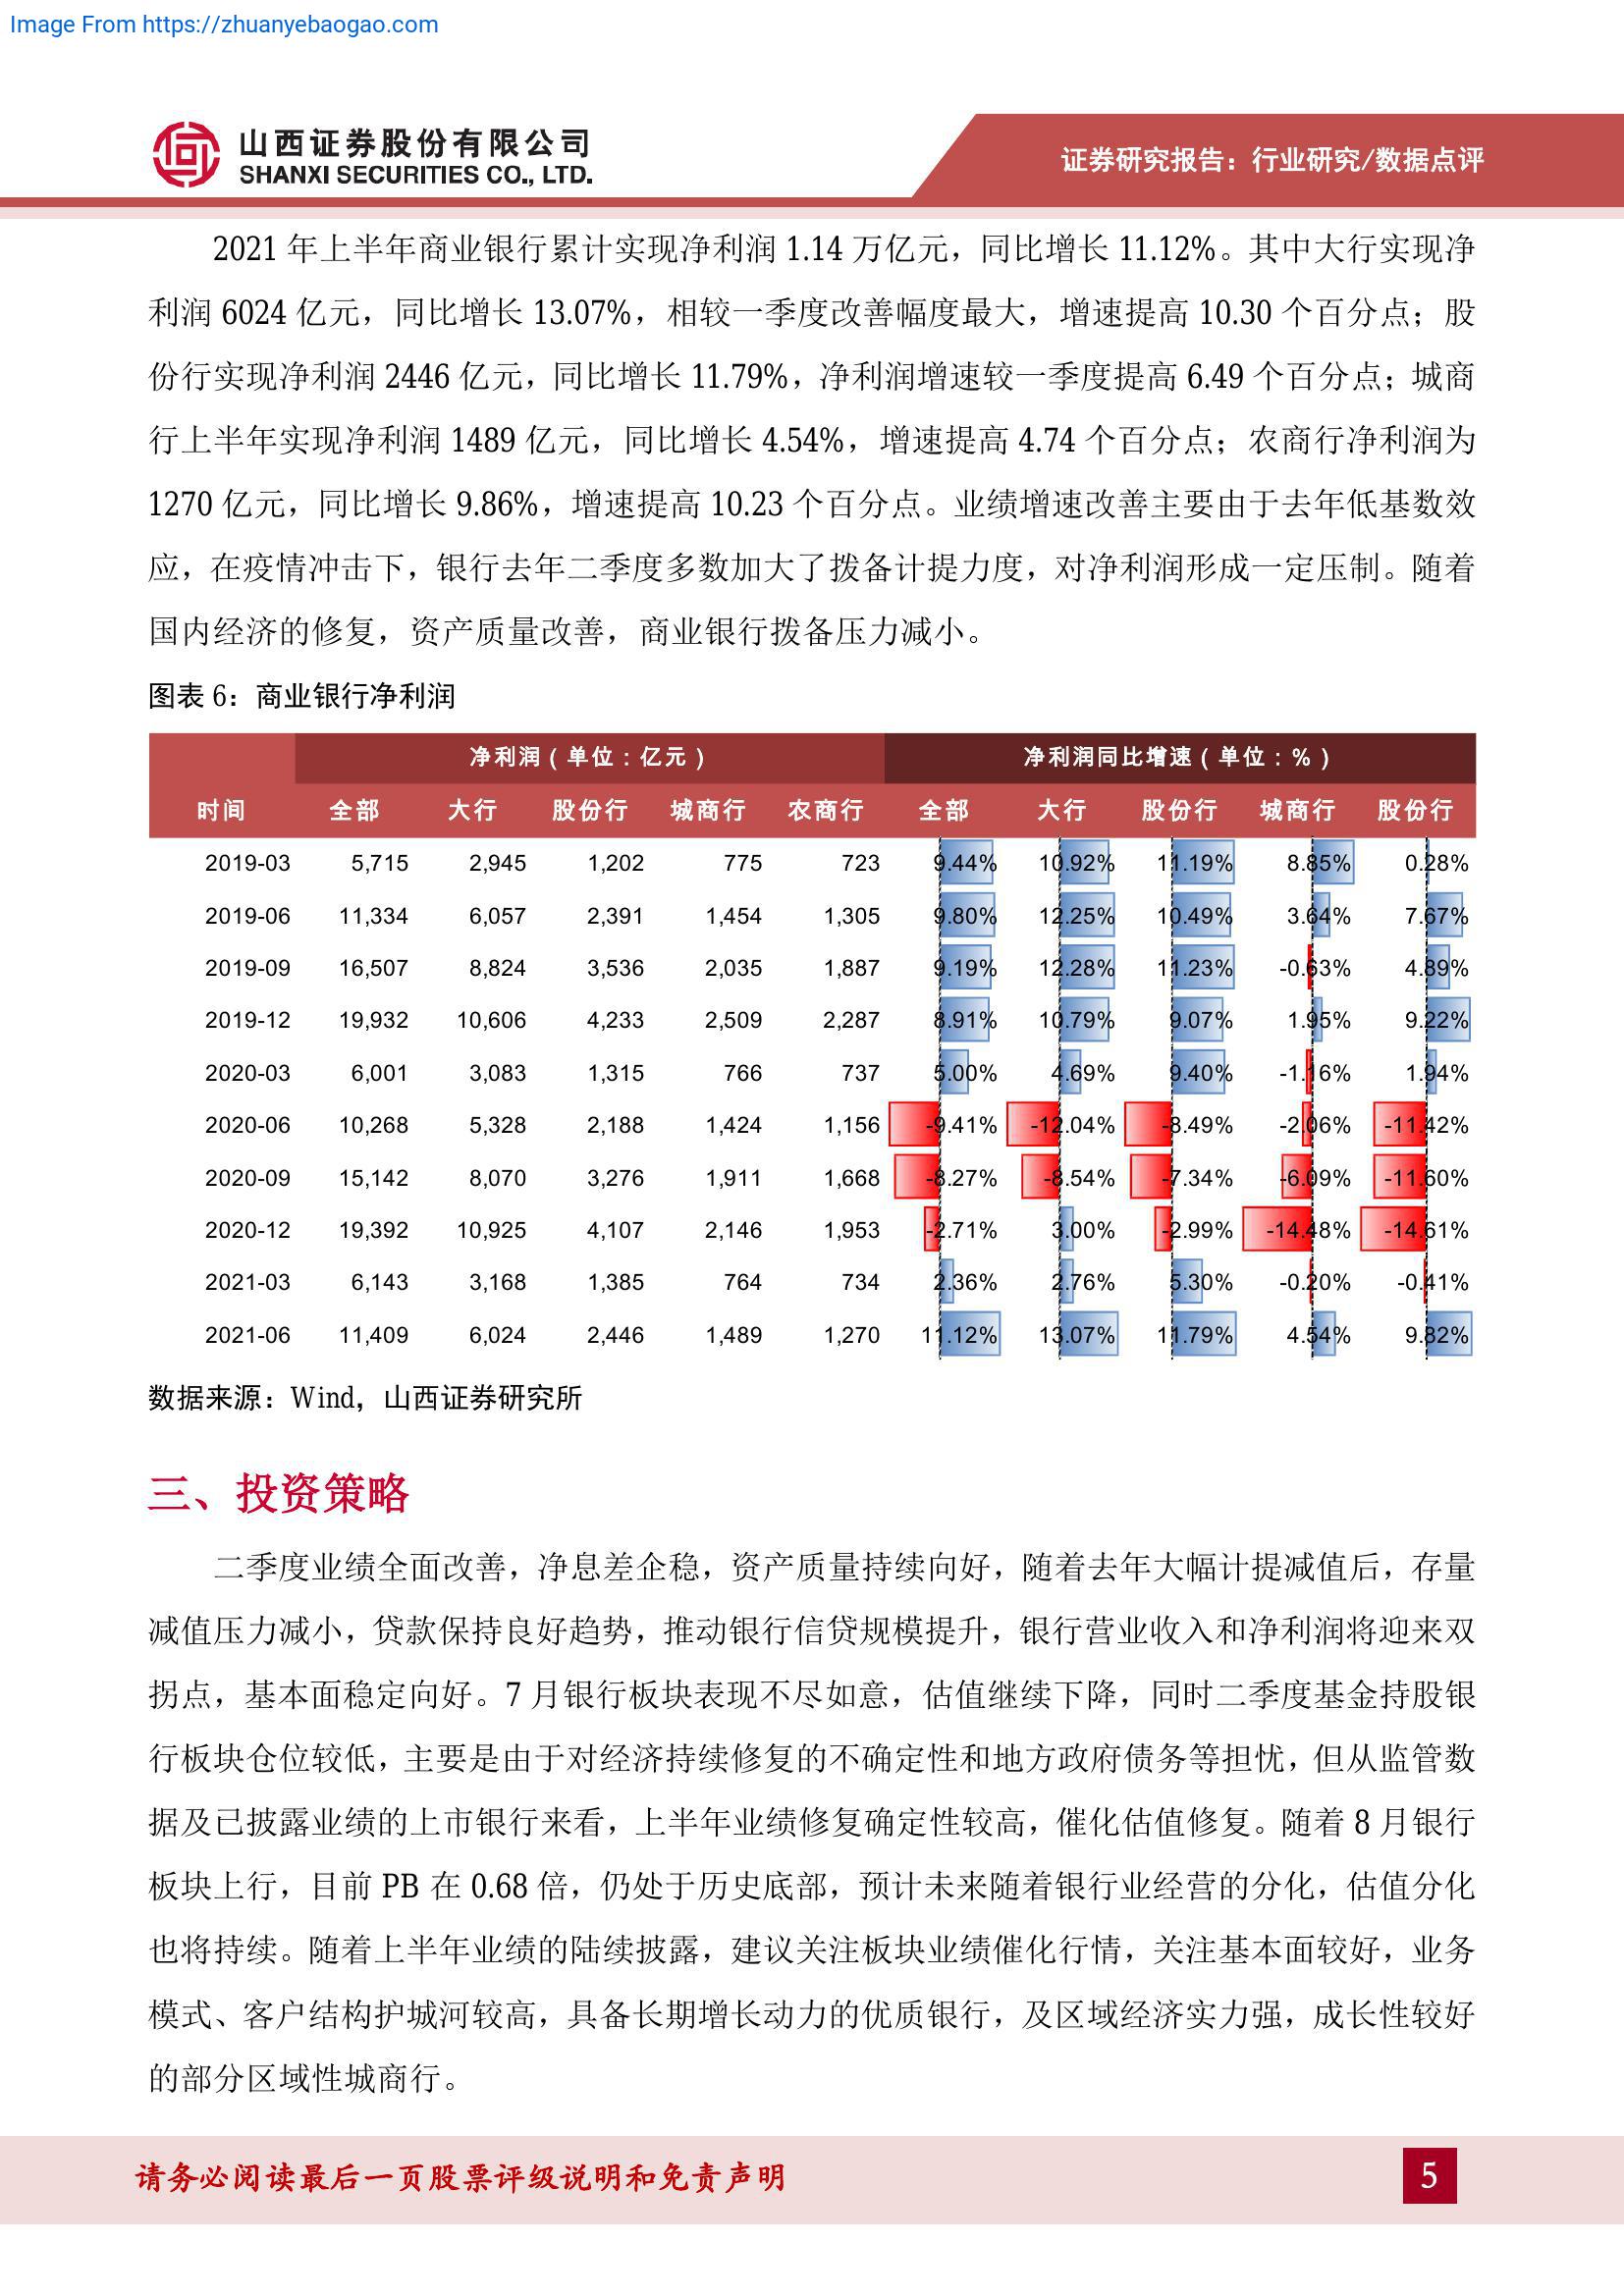 Image From https://zhuanyebaogao.com
山西证券股份有限公司
SHANXI SECURITIES CO., LTD.
证券研究报告：行业研究/数据点评
2021 年上半年商业银行累计实现净利润 1.14 万亿元，同比增长 11.12%。其中大行实现净
利润 6024 亿元，同比增长 13.07%，相较一季度改善幅度最大，增速提高 10.30 个百分点；股
份行实现净利润 2446 亿元，同比增长 11.79%，净利润增速较一季度提高 6.49 个百分点；城商
行上半年实现净利润 1489 亿元，同比增长 4.54%，增速提高 4.74 个百分点；农商行净利润为
1270 亿元，同比增长 9.86%，增速提高 10.23 个百分点。业绩增速改善主要由于去年低基数效
应，在疫情冲击下，银行去年二季度多数加大了拨备计提力度，对净利润形成一定压制。随着
国内经济的修复，资产质量改善，商业银行拨备压力减小。
图表 6：商业银行净利润
净利润（单位：亿元） 净利润同比增速（单位：%）
时间 全部 大行 股份行 城商行 农商行 全部 大行 股份行 城商行 股份行
2019-03 5,715 2,945 1,202 775 723 9.44% 10.92% 11.19% 8.85% 0.28%
2019-06 11,334 6,057 2,391 1,454 1,305 9.80% 12.25% 10.49% 3.64% 7.67%
2019-09 16,507 8,824 3,536 2,035 1,887 9.19% 12.28% 11.23% -0.63% 4.89%
2019-12 19,932 10,606 4,233 2,509 2,287 8.91% 10.79% 9.07% 1.95% 9.22%
2020-03 6,001 3,083 1,315 766 737 5.00% 4.69% 9.40% -1.16% 1.94%
2020-06 10,268 5,328 2,188 1,424 1,156 -9.41% -12.04% -8.49% -2.06% -11.42%
2020-09 15,142 8,070 3,276 1,911 1,668 -8.27% -8.54% -7.34% -6.09% -11.60%
2020-12 19,392 10,925 4,107 2,146 1,953 -2.71% 3.00% -2.99% -14.48% -14.61%
2021-03 6,143 3,168 1,385 764 734 2.36% 2.76% 5.30% -0.20% -0.41%
2021-06 11,409 6,024 2,446 1,489 1,270 11.12% 13.07% 11.79% 4.54% 9.82%
数据来源：Wind，山西证券研究所
三、投资策略
二季度业绩全面改善，净息差企稳，资产质量持续向好，随着去年大幅计提减值后，存量
减值压力减小，贷款保持良好趋势，推动银行信贷规模提升，银行营业收入和净利润将迎来双
拐点，基本面稳定向好。7 月银行板块表现不尽如意，估值继续下降，同时二季度基金持股银
行板块仓位较低，主要是由于对经济持续修复的不确定性和地方政府债务等担忧，但从监管数
据及已披露业绩的上市银行来看，上半年业绩修复确定性较高，催化估值修复。随着 8 月银行
板块上行，目前 PB 在 0.68 倍，仍处于历史底部，预计未来随着银行业经营的分化，估值分化
也将持续。随着上半年业绩的陆续披露，建议关注板块业绩催化行情，关注基本面较好，业务
模式、客户结构护城河较高，具备长期增长动力的优质银行，及区域经济实力强，成长性较好
的部分区域性城商行。
请务必阅读最后一页股票评级说明和免责声明
5